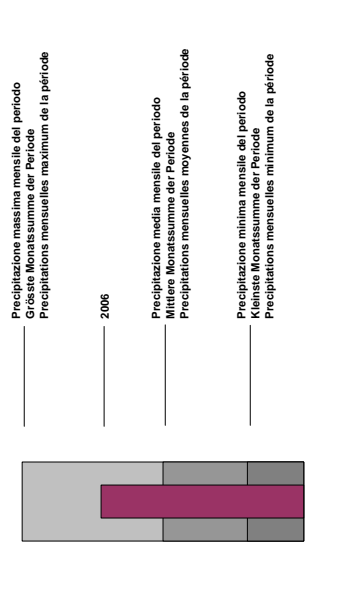 Precipitazione massima mensile del periodo
Grösste Monatssumme der Periode
Precipitations mensuelles maximum de la période
2006
Precipitazione media mensile del periodo
Mittlere Monatssumme der Periode
Précipitations mensuelles moyennes de la période
Precipitazione minima mensile del periodo
Kleinste Monatssumme der Periode
Precipitations mensuelles minimum de la période